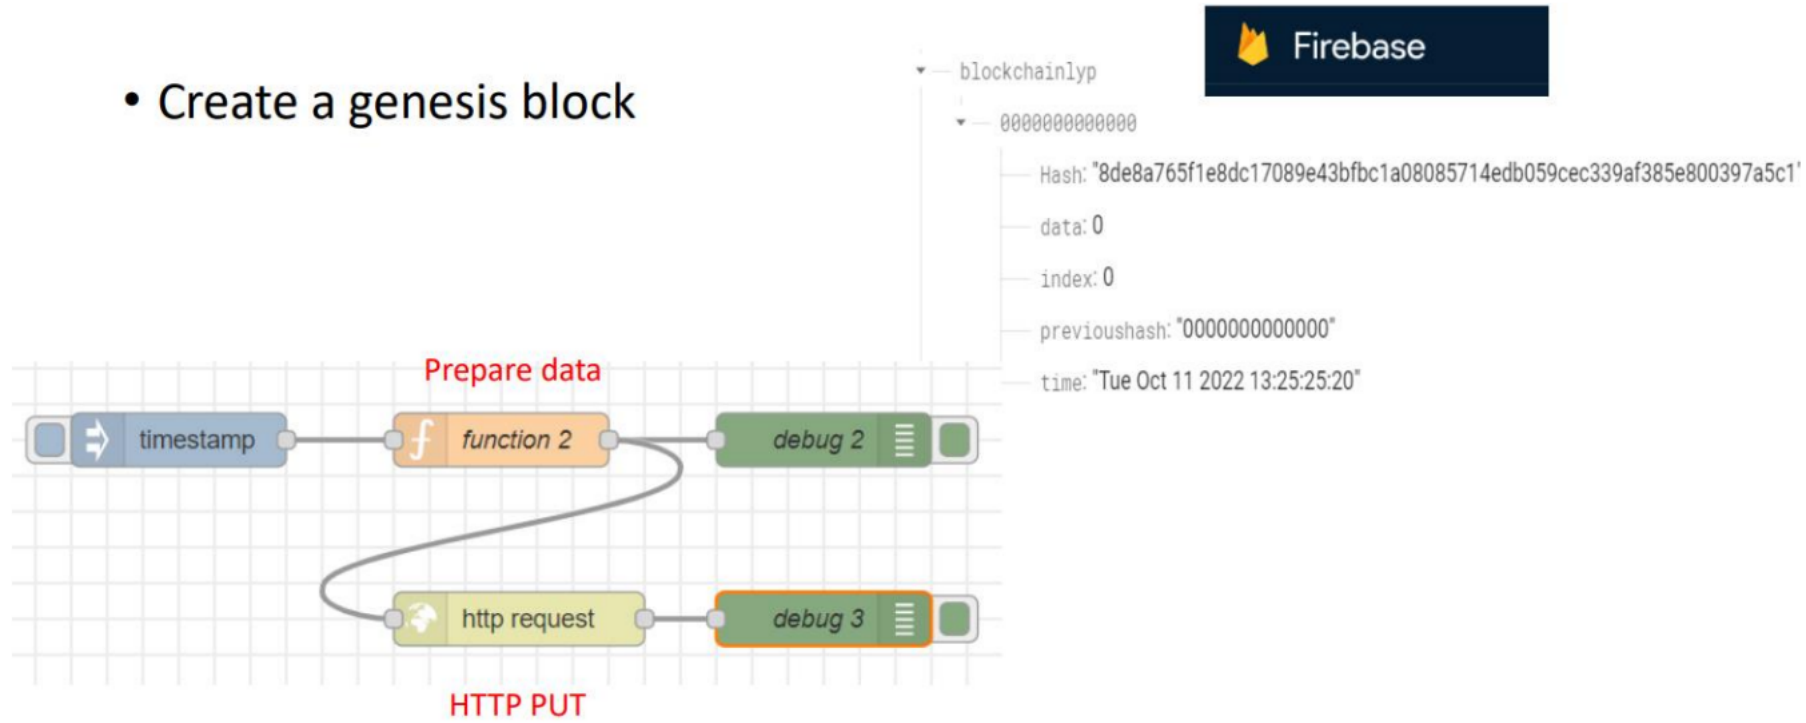 • Create a genesis block
Firebase
blockchainlyp
0000000000000
Hash: "8de8a765f1e8dc17089e43bfbc1a08085714edb059cec339af385e800397a5c1"
data: 0
index: 0
previoushash: "0000000000000"
time: "Tue Oct 11 2022 13:25:25:20"
Prepare data
timestamp
function 2
debug 2
http request
debug 3
HTTP PUT